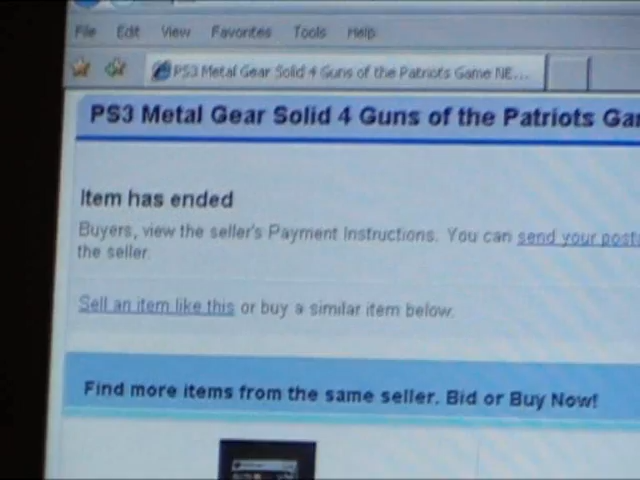 File Edit View Favorites Tools Help
PS3 Metal Gear Solid 4 Guns of the Patriots Game NE...
PS3 Metal Gear Solid 4 Guns of the Patriots Gam
Item has ended
Buyers, view the seller's Payment Instructions. You can send your posta
the seller.
Sell an item like this or buy a similar item below.
Find more items from the same seller. Bid or Buy Now!